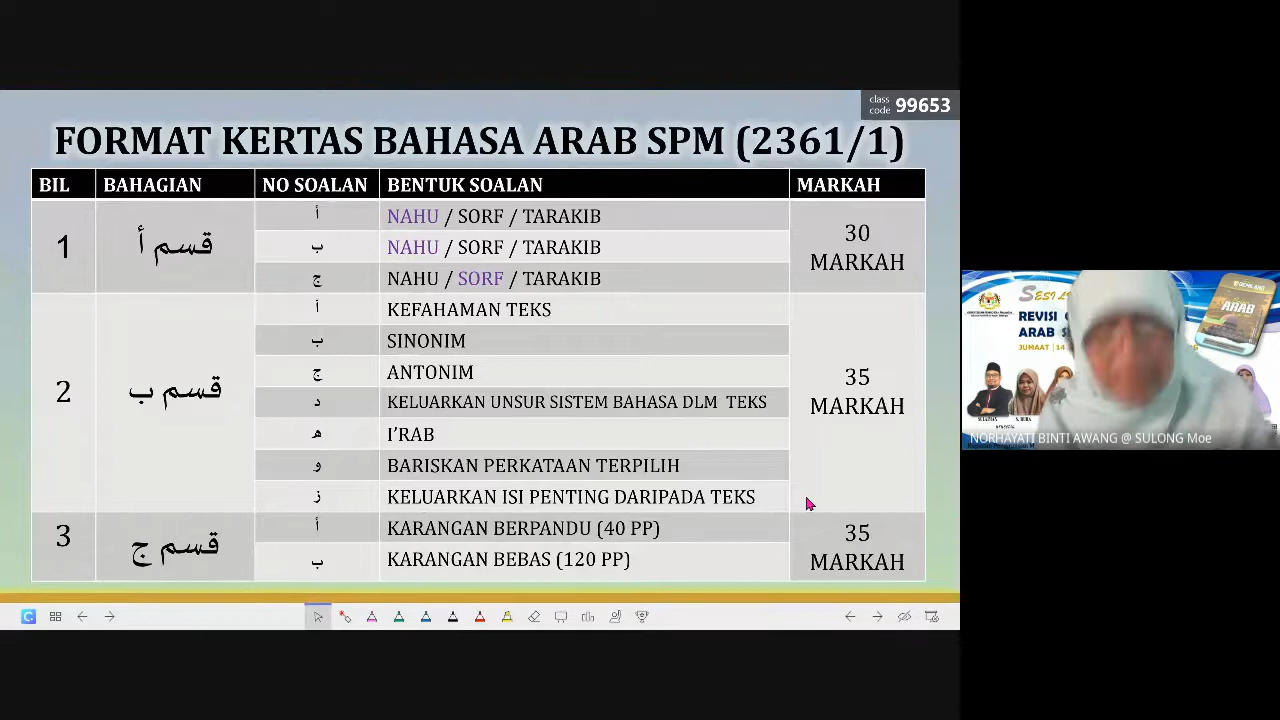 class code 99653
FORMAT KERTAS BAHASA ARAB SPM (2361/1)
BIL BAHAGIAN NO SOALAN BENTUK SOALAN MARKAH
1 قسم أ أ NAHU / SORF / TARAKIB 30 MARKAH
ب NAHU / SORF / TARAKIB
ج NAHU / SORF / TARAKIB
2 قسم ب أ KEFAHAMAN TEKS 35 MARKAH
ب SINONIM
ج ANTONIM
د KELUARKAN UNSUR SISTEM BAHASA DLM TEKS
ه I’RAB
و BARISKAN PERKATAAN TERPILIH
ز KELUARKAN ISI PENTING DARIPADA TEKS
3 قسم ج أ KARANGAN BERPANDU (40 PP) 35 MARKAH
ب KARANGAN BEBAS (120 PP)
REVISI
ARAB
JUMAAT 14
ARAB
NORHAYATI BINTI AWANG @ SULONG Moe